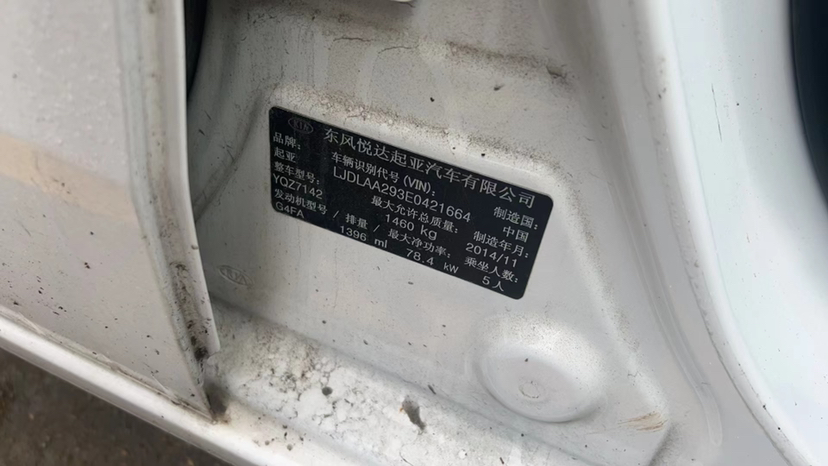 KIA 东风悦达起亚汽车有限公司
品牌: 车辆识别代号(VIN): 制造国:
起亚 LJDLAA293E0421664 中国
整车型号: 最大允许总质量: 制造年月:
YQZ7142 1460 kg 2014/11
发动机型号/排量/最大净功率: 乘坐人数:
G4FA 1396 ml 78.4 kW 5人